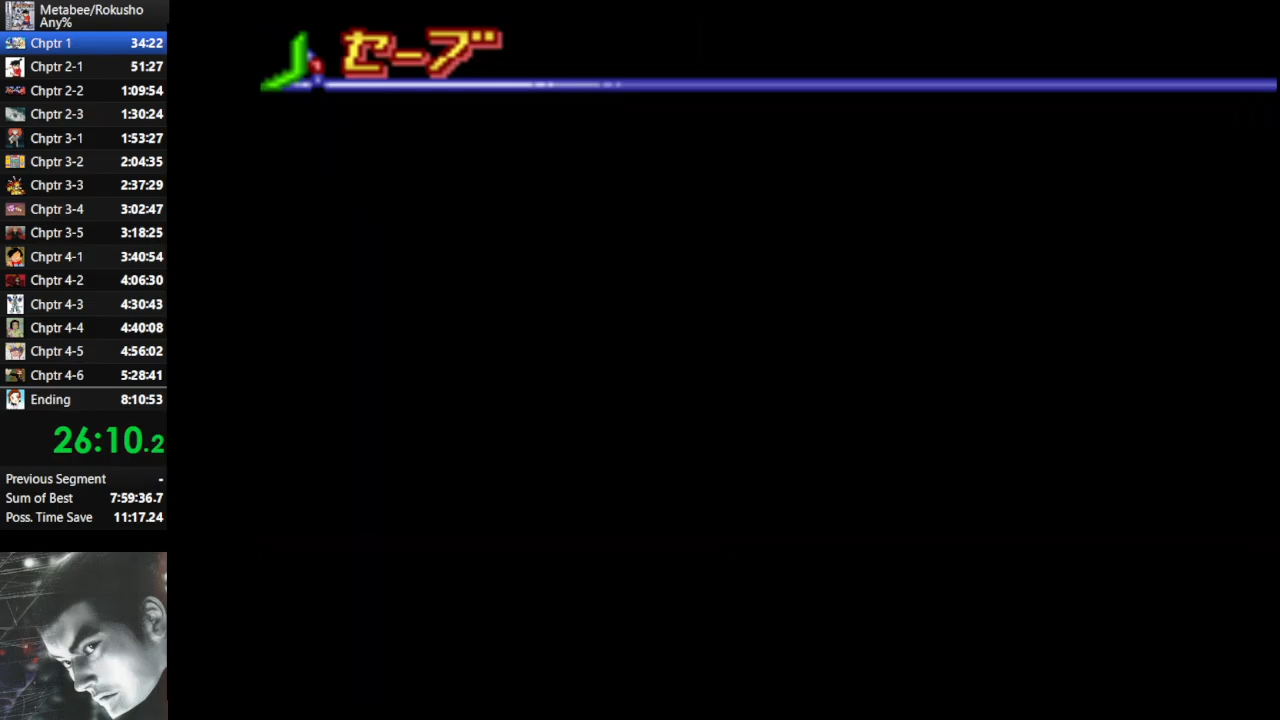 Metabee/Rokusho
Any%
Chptr 1 34:22
Chptr 2-1 51:27
Chptr 2-2 1:09:54
Chptr 2-3 1:30:24
Chptr 3-1 1:53:27
Chptr 3-2 2:04:35
Chptr 3-3 2:37:29
Chptr 3-4 3:02:47
Chptr 3-5 3:18:25
Chptr 4-1 3:40:54
Chptr 4-2 4:06:30
Chptr 4-3 4:30:43
Chptr 4-4 4:40:08
Chptr 4-5 4:56:02
Chptr 4-6 5:28:41
Ending 8:10:53
26:10.2
Previous Segment -
Sum of Best 7:59:36.7
Poss. Time Save 11:17.24
セーブ